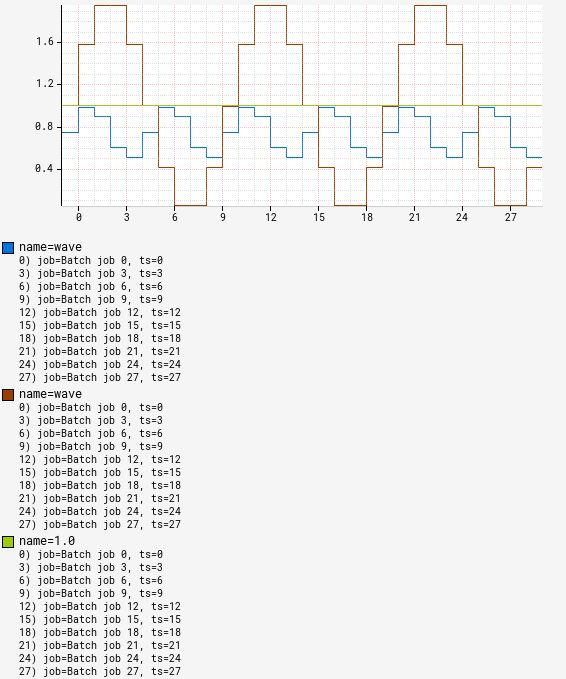 1.6
1.2
0.8
0.4
0 3 6 9 12 15 18 21 24 27
name=wave
0) job=Batch job 0, ts=0
3) job=Batch job 3, ts=3
6) job=Batch job 6, ts=6
9) job=Batch job 9, ts=9
12) job=Batch job 12, ts=12
15) job=Batch job 15, ts=15
18) job=Batch job 18, ts=18
21) job=Batch job 21, ts=21
24) job=Batch job 24, ts=24
27) job=Batch job 27, ts=27
name=wave
0) job=Batch job 0, ts=0
3) job=Batch job 3, ts=3
6) job=Batch job 6, ts=6
9) job=Batch job 9, ts=9
12) job=Batch job 12, ts=12
15) job=Batch job 15, ts=15
18) job=Batch job 18, ts=18
21) job=Batch job 21, ts=21
24) job=Batch job 24, ts=24
27) job=Batch job 27, ts=27
name=1.0
0) job=Batch job 0, ts=0
3) job=Batch job 3, ts=3
6) job=Batch job 6, ts=6
9) job=Batch job 9, ts=9
12) job=Batch job 12, ts=12
15) job=Batch job 15, ts=15
18) job=Batch job 18, ts=18
21) job=Batch job 21, ts=21
24) job=Batch job 24, ts=24
27) job=Batch job 27, ts=27